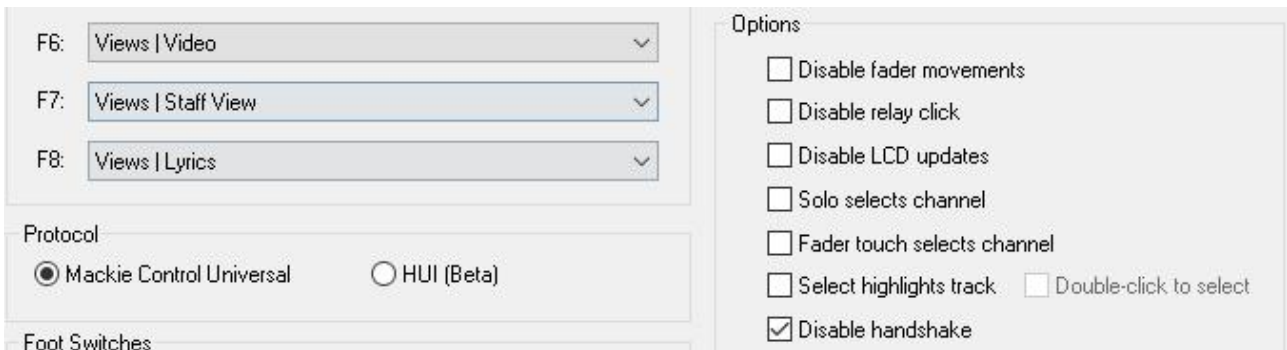 F6: Views | Video
F7: Views | Staff View
F8: Views | Lyrics
Protocol
Mackie Control Universal HUI (Beta)
Foot Switches
Options
Disable fader movements
Disable relay click
Disable LCD updates
Solo selects channel
Fader touch selects channel
Select highlights track Double-click to select
Disable handshake